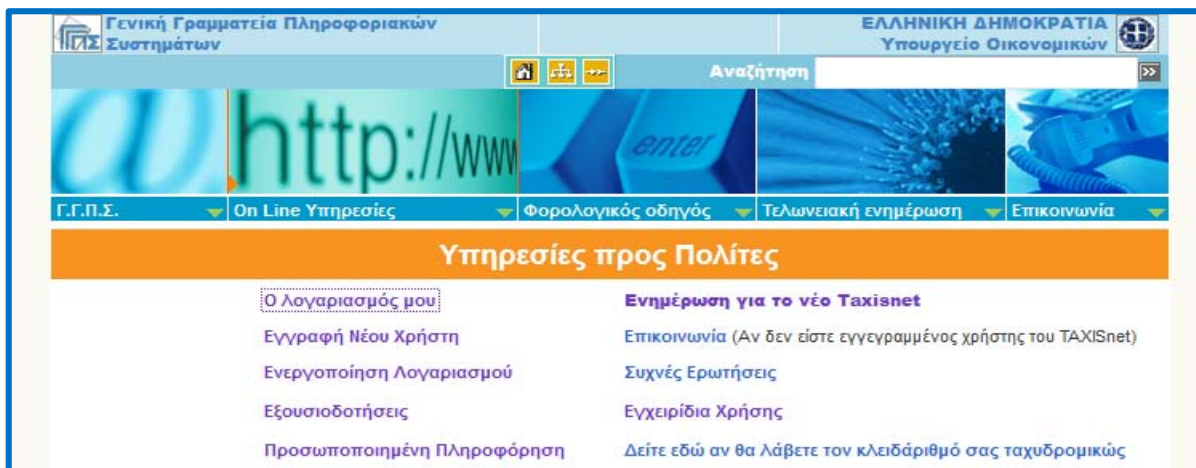 Γενική Γραμματεία Πληροφοριακών
Συστημάτων
ΓΓΠΣ
ΕΛΛΗΝΙΚΗ ΔΗΜΟΚΡΑΤΙΑ
Υπουργείο Οικονομικών
Αναζήτηση
@ http://www enter
Γ.Γ.Π.Σ. On Line Υπηρεσίες Φορολογικός οδηγός Τελωνειακή ενημέρωση Επικοινωνία
Υπηρεσίες προς Πολίτες
Ο λογαριασμός μου
Ενημέρωση για το νέο Taxisnet
Εγγραφή Νέου Χρήστη
Επικοινωνία (Αν δεν είστε εγγεγραμμένος χρήστης του TAXISnet)
Ενεργοποίηση Λογαριασμού
Συχνές Ερωτήσεις
Εξουσιοδοτήσεις
Εγχειρίδια Χρήσης
Προσωποποιημένη Πληροφόρηση
Δείτε εδώ αν θα λάβετε τον κλειδάριθμό σας ταχυδρομικώς